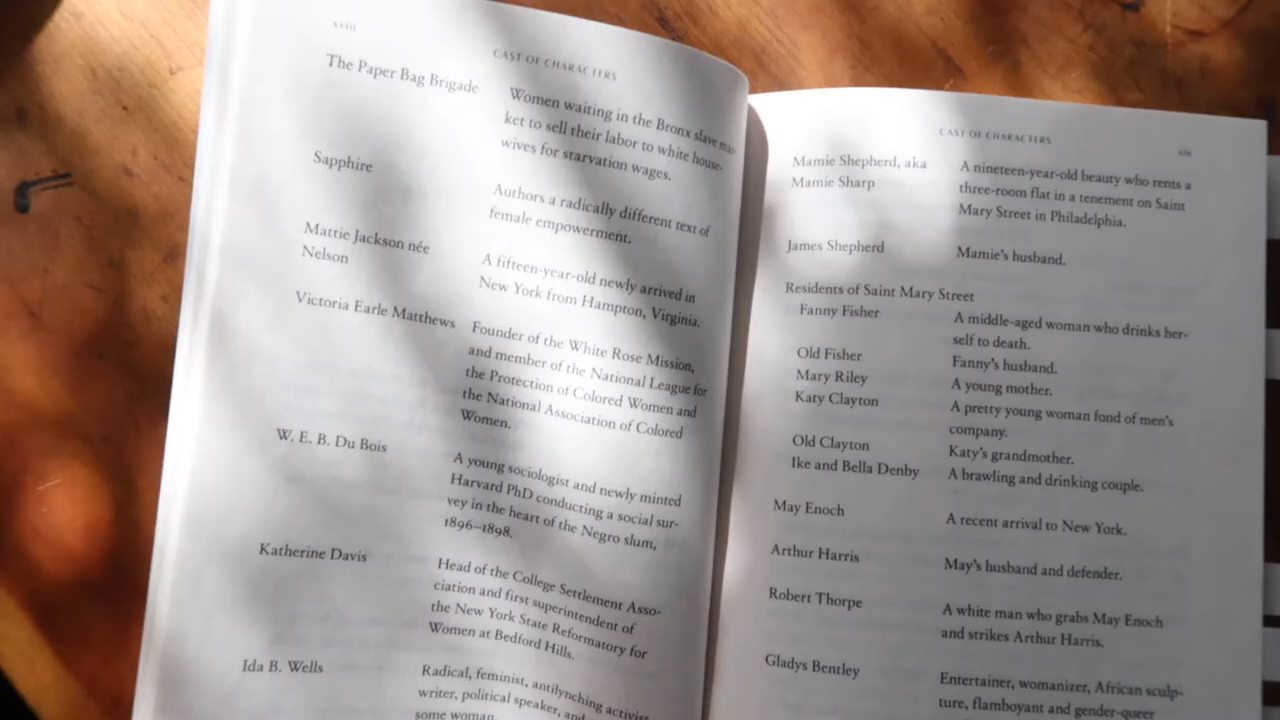 xviii
CAST OF CHARACTERS
The Paper Bag Brigade
Women waiting in the Bronx slave mar-
ket to sell their labor to white house-
wives for starvation wages.
Sapphire
Authors a radically different text of
female empowerment.
Mattie Jackson née
Nelson
A fifteen-year-old newly arrived in
New York from Hampton, Virginia.
Victoria Earle Matthews
Founder of the White Rose Mission,
and member of the National League for
the Protection of Colored Women and
the National Association of Colored
Women.
W. E. B. Du Bois
A young sociologist and newly minted
Harvard PhD conducting a social sur-
vey in the heart of the Negro slum,
1896–1898.
Katherine Davis
Head of the College Settlement Asso-
ciation and first superintendent of
the New York State Reformatory for
Women at Bedford Hills.
Ida B. Wells
Radical, feminist, antilynching activist,
writer, political speaker, and
some woman.
CAST OF CHARACTERS
xix
Mamie Shepherd, aka
Mamie Sharp
A nineteen-year-old beauty who rents a
three-room flat in a tenement on Saint
Mary Street in Philadelphia.
James Shepherd
Mamie's husband.
Residents of Saint Mary Street
Fanny Fisher
A middle-aged woman who drinks her-
self to death.
Old Fisher
Fanny's husband.
Mary Riley
A young mother.
Katy Clayton
A pretty young woman fond of men's
company.
Old Clayton
Katy's grandmother.
Ike and Bella Denby
A brawling and drinking couple.
May Enoch
A recent arrival to New York.
Arthur Harris
May's husband and defender.
Robert Thorpe
A white man who grabs May Enoch
and strikes Arthur Harris.
Gladys Bentley
Entertainer, womanizer, African sculp-
ture, flamboyant and gender-queer